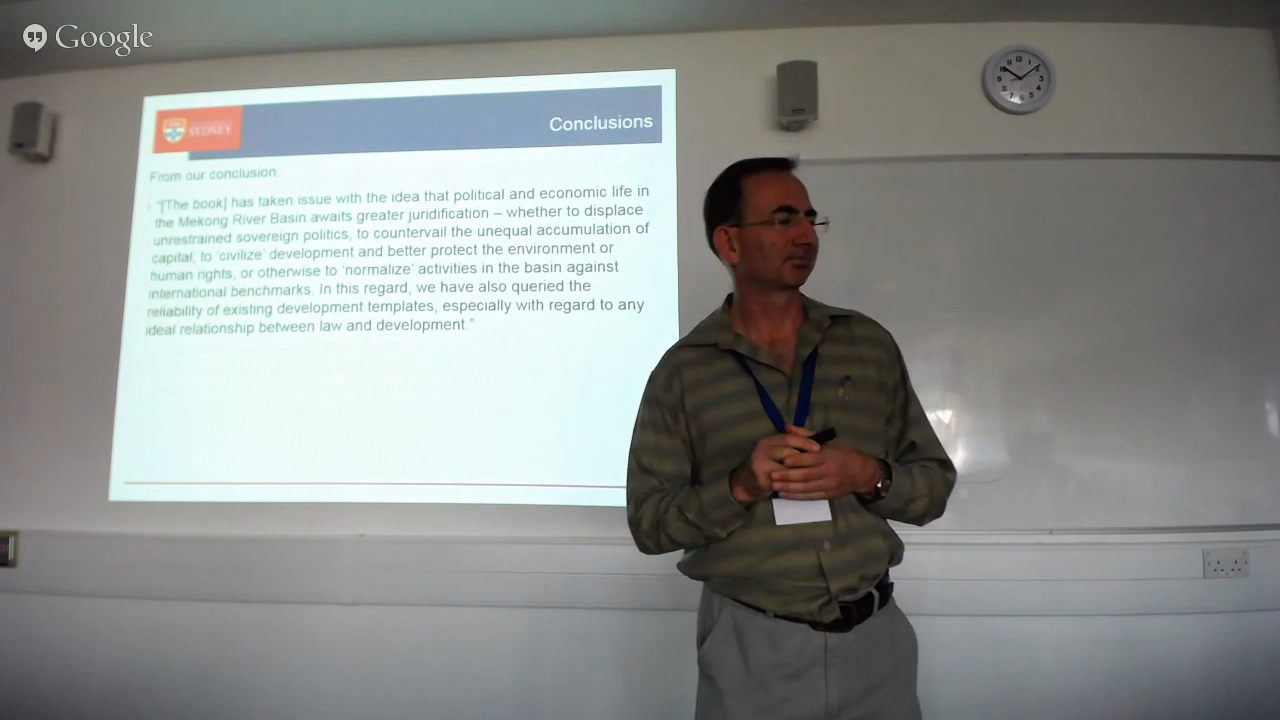 Google
SYDNEY
Conclusions
From our conclusion:
"[The book] has taken issue with the idea that political and economic life in
the Mekong River Basin awaits greater juridification – whether to displace
unrestrained sovereign politics, to countervail the unequal accumulation of
capital, to 'civilize' development and better protect the environment or
human rights, or otherwise to 'normalize' activities in the basin against
international benchmarks. In this regard, we have also queried the
reliability of existing development templates, especially with regard to any
ideal relationship between law and development."